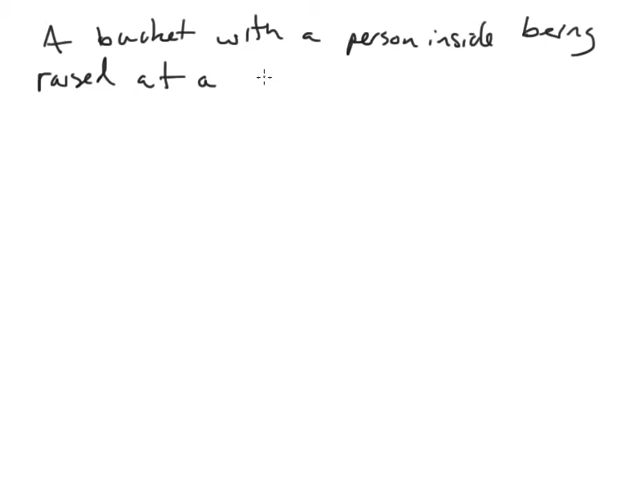 A bucket with a person inside being
raised at a